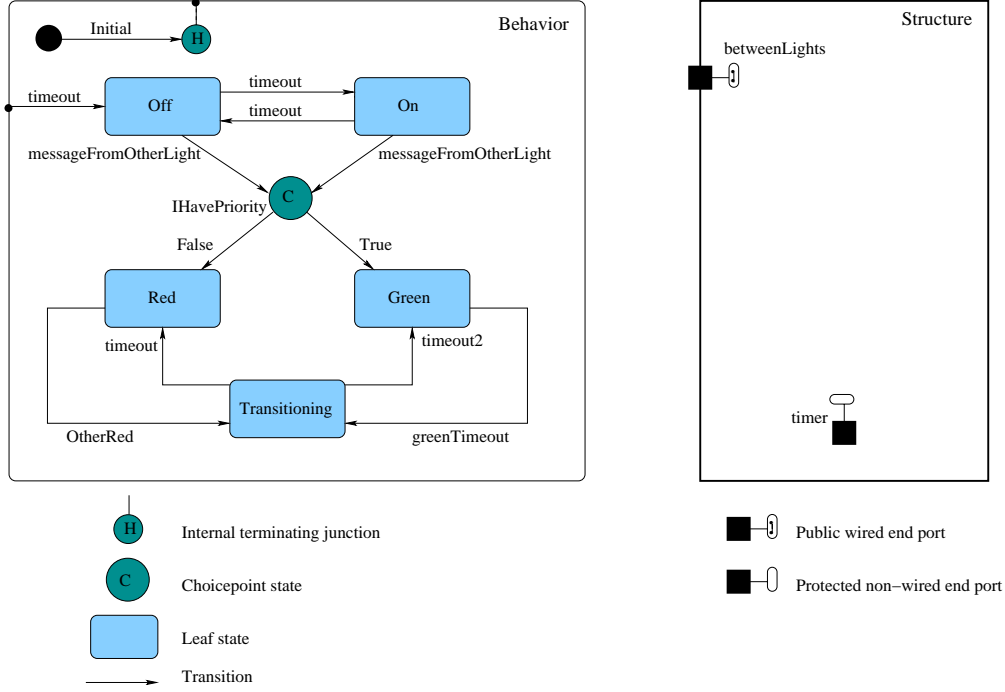 Behavior
Structure
Initial
H
betweenLights
timeout
Off
timeout
timeout
On
messageFromOtherLight
messageFromOtherLight
C
IHavePriority
False
True
Red
Green
timeout
timeout2
Transitioning
OtherRed
greenTimeout
timer
H
Internal terminating junction
Public wired end port
C
Choicepoint state
Protected non−wired end port
Leaf state
Transition